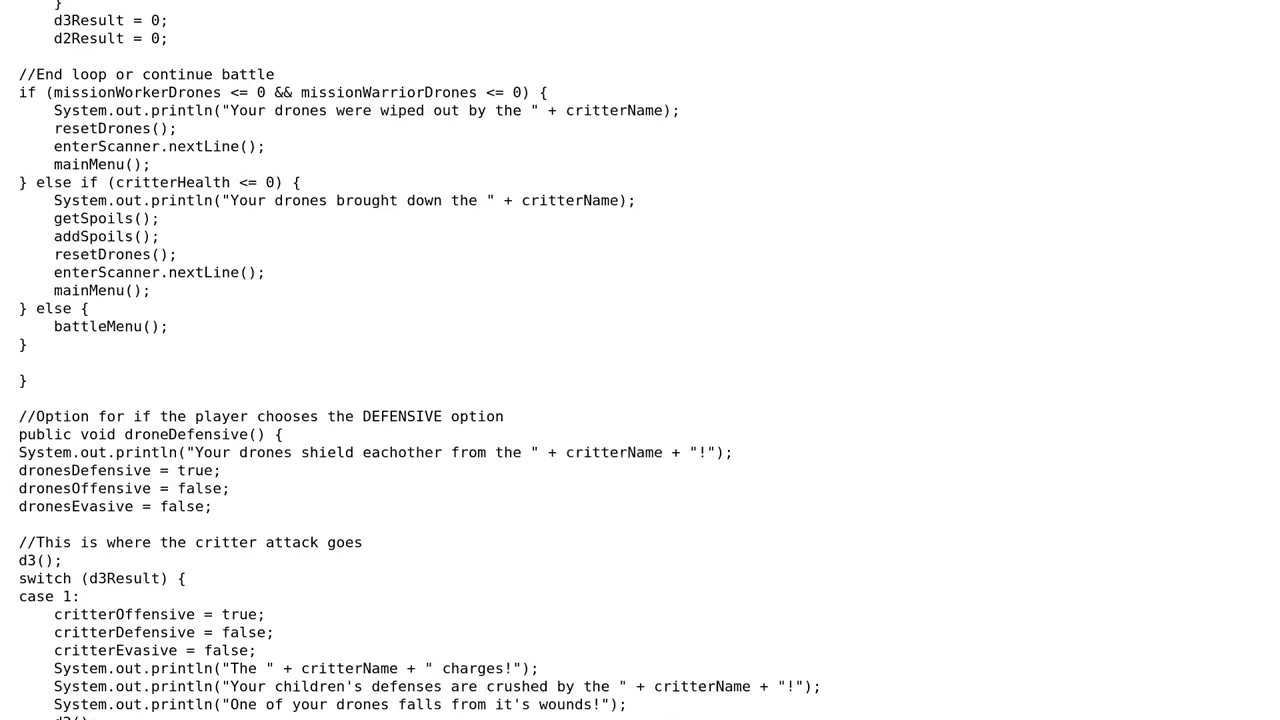 }
d3Result = 0;
d2Result = 0;
//End loop or continue battle
if (missionWorkerDrones <= 0 && missionWarriorDrones <= 0) {
System.out.println("Your drones were wiped out by the " + critterName);
resetDrones();
enterScanner.nextLine();
mainMenu();
} else if (critterHealth <= 0) {
System.out.println("Your drones brought down the " + critterName);
getSpoils();
addSpoils();
resetDrones();
enterScanner.nextLine();
mainMenu();
} else {
battleMenu();
}
}
//Option for if the player chooses the DEFENSIVE option
public void droneDefensive() {
System.out.println("Your drones shield eachother from the " + critterName + "!");
dronesDefensive = true;
dronesOffensive = false;
dronesEvasive = false;
//This is where the critter attack goes
d3();
switch (d3Result) {
case 1:
critterOffensive = true;
critterDefensive = false;
critterEvasive = false;
System.out.println("The " + critterName + " charges!");
System.out.println("Your children's defenses are crushed by the " + critterName + "!");
System.out.println("One of your drones falls from it's wounds!");